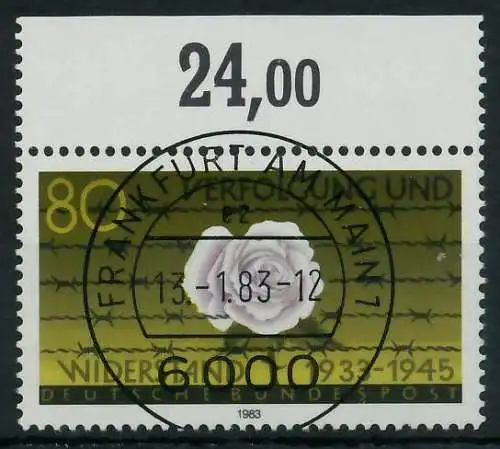 24,00
80 VERFOLGUNG UND
FRANKFURT AM MAIN 1
13.-1.83-12
6000
WIDERSTAND 1933-1945
DEUTSCHE BUNDESPOST
1983